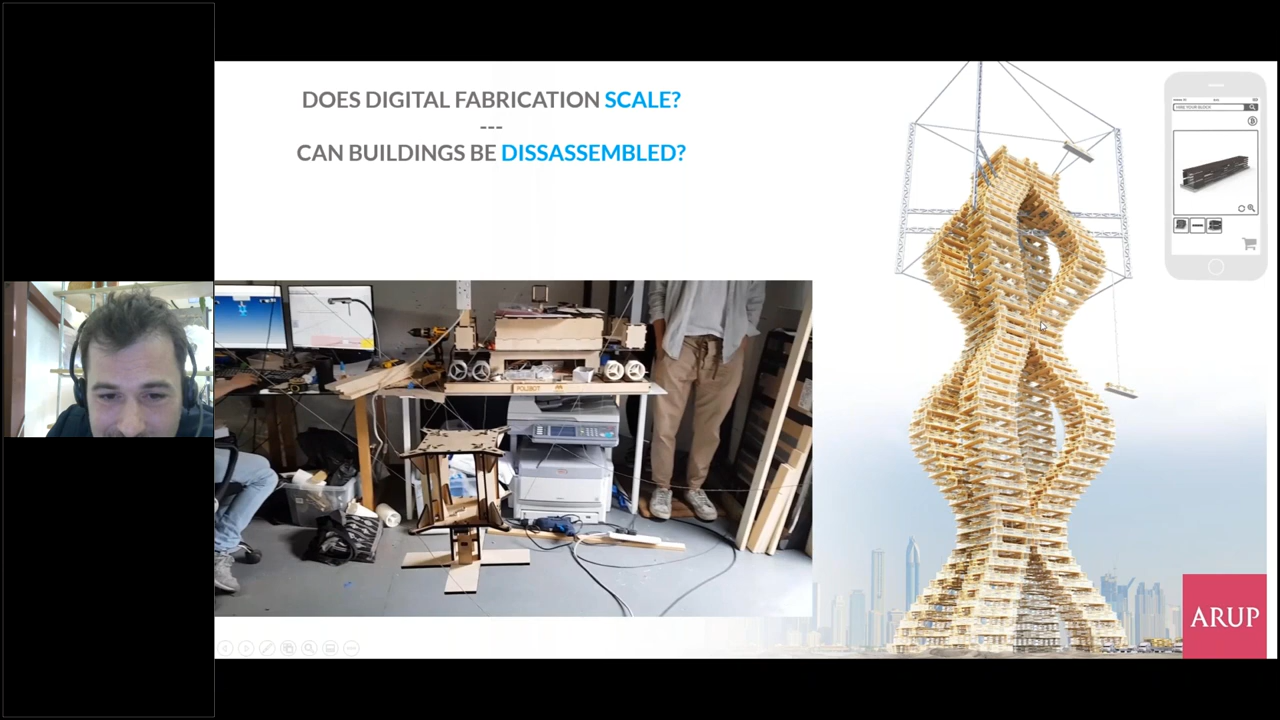 DOES DIGITAL FABRICATION SCALE?
---
CAN BUILDINGS BE DISSASSEMBLED?
ARUP